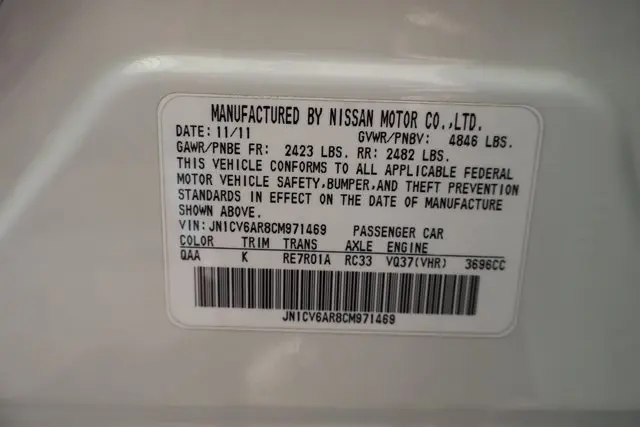 MANUFACTURED BY NISSAN MOTOR CO.,LTD.
DATE: 11/11 GVWR/PNBV: 4846 LBS.
GAWR/PNBE FR: 2423 LBS. RR: 2482 LBS.
THIS VEHICLE CONFORMS TO ALL APPLICABLE FEDERAL
MOTOR VEHICLE SAFETY,BUMPER,AND THEFT PREVENTION
STANDARDS IN EFFECT ON THE DATE OF MANUFACTURE
SHOWN ABOVE.
VIN: JN1CV6AR8CM971469 PASSENGER CAR
COLOR TRIM TRANS AXLE ENGINE
QAA K RE7R01A RC33 VQ37(VHR) 3696CC
JN1CV6AR8CM971469